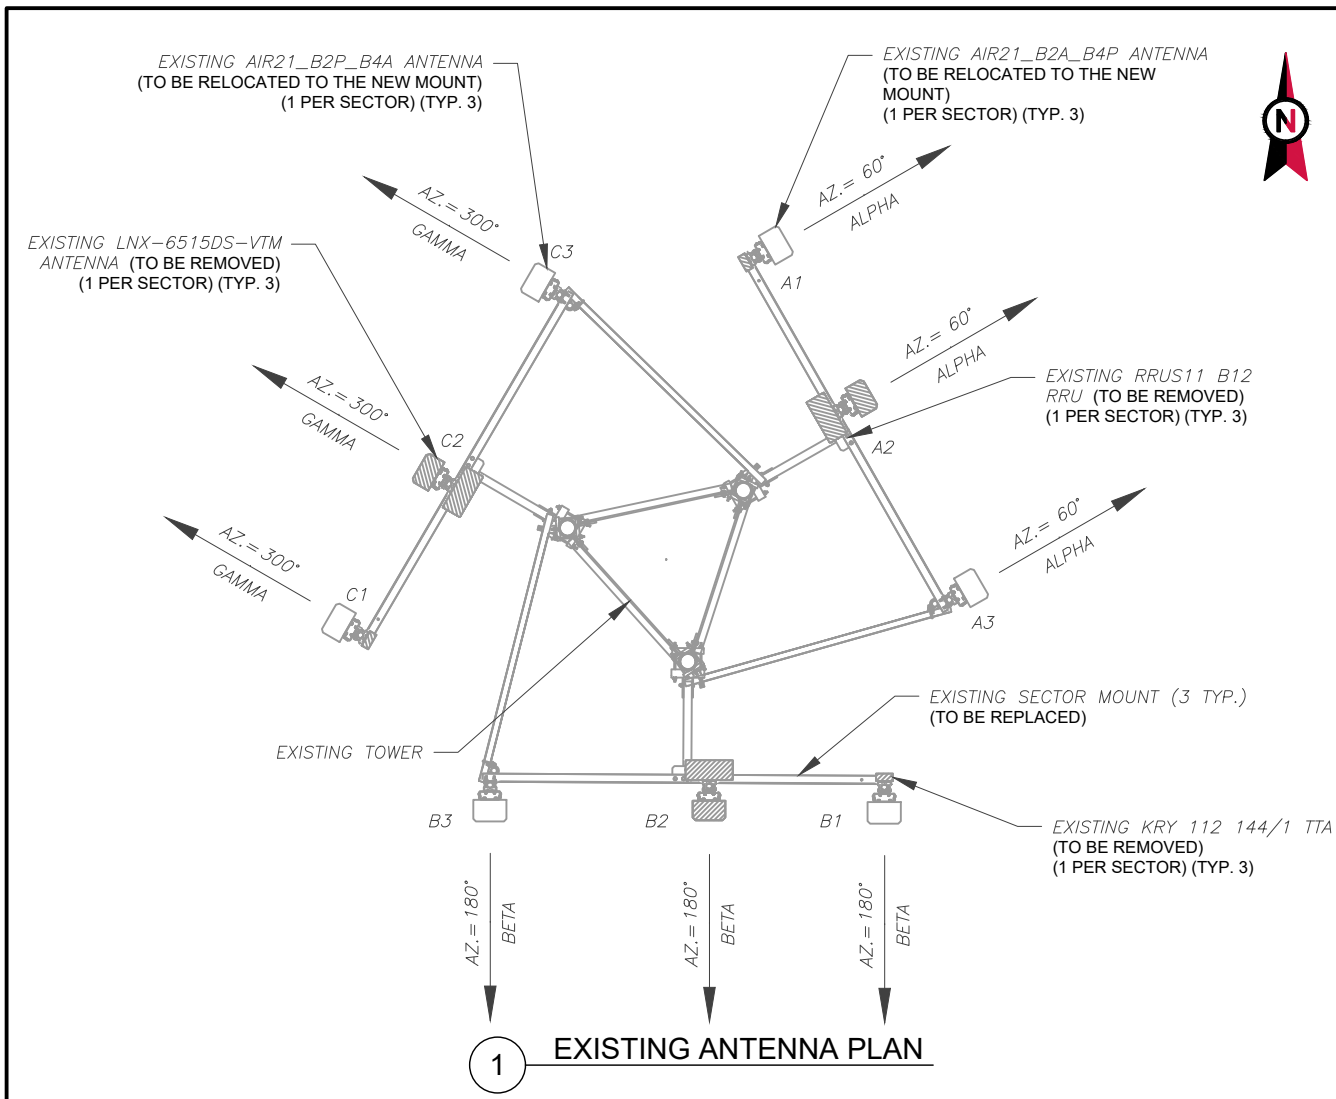 EXISTING AIR21_B2P_B4A ANTENNA
(TO BE RELOCATED TO THE NEW MOUNT)
(1 PER SECTOR) (TYP. 3)
EXISTING AIR21_B2A_B4P ANTENNA
(TO BE RELOCATED TO THE NEW
MOUNT)
(1 PER SECTOR) (TYP. 3)
N
AZ.= 300°
GAMMA
C3
AZ.= 60°
ALPHA
A1
EXISTING LNX-6515DS-VTM
ANTENNA (TO BE REMOVED)
(1 PER SECTOR) (TYP. 3)
AZ.= 300°
GAMMA
C2
AZ.= 60°
ALPHA
A2
EXISTING RRUS11 B12
RRU (TO BE REMOVED)
(1 PER SECTOR) (TYP. 3)
AZ.= 300°
GAMMA
C1
AZ.= 60°
ALPHA
A3
EXISTING SECTOR MOUNT (3 TYP.)
(TO BE REPLACED)
EXISTING TOWER
B3
B2
B1
EXISTING KRY 112 144/1 TTA
(TO BE REMOVED)
(1 PER SECTOR) (TYP. 3)
AZ.= 180°
BETA
AZ.= 180°
BETA
AZ.= 180°
BETA
1
EXISTING ANTENNA PLAN